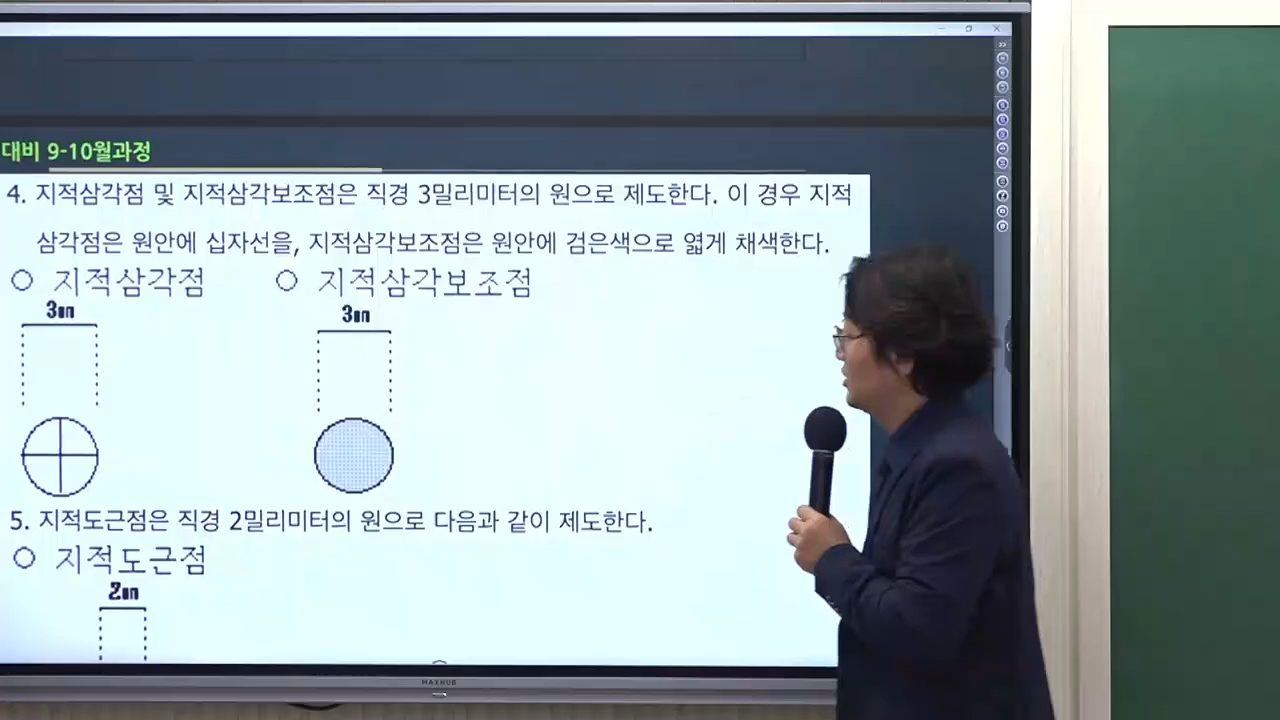 대비 9-10월과정
4. 지적삼각점 및 지적삼각보조점은 직경 3밀리미터의 원으로 제도한다. 이 경우 지적
삼각점은 원안에 십자선을, 지적삼각보조점은 원안에 검은색으로 엷게 채색한다.
○ 지적삼각점 ○ 지적삼각보조점
3㎜ 3㎜
5. 지적도근점은 직경 2밀리미터의 원으로 다음과 같이 제도한다.
○ 지적도근점
2㎜
MAXHUB